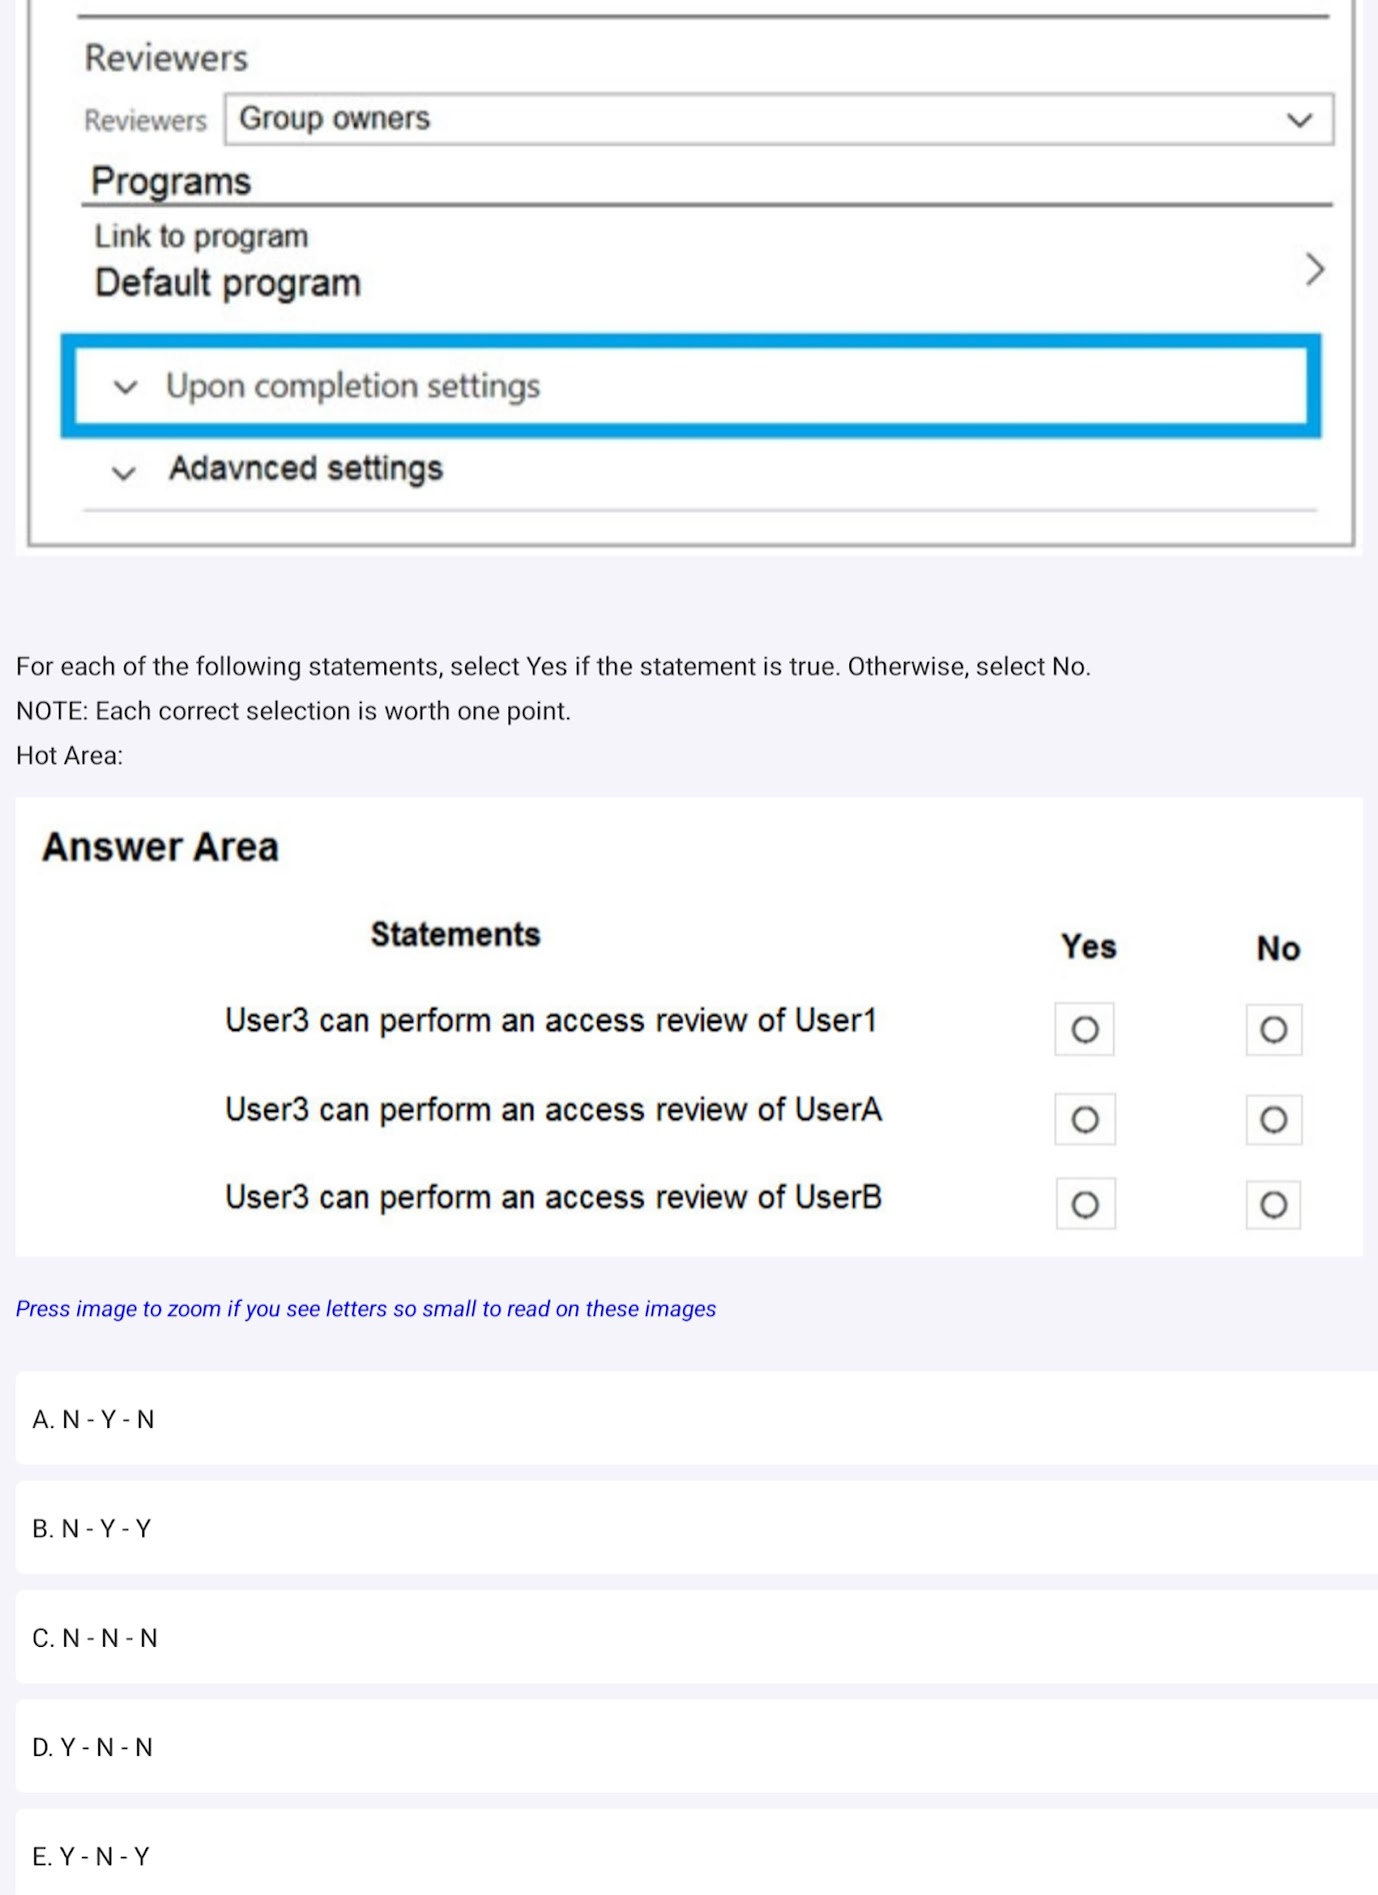 Reviewers
Reviewers Group owners
Programs
Link to program
Default program
Upon completion settings
Adavnced settings
For each of the following statements, select Yes if the statement is true. Otherwise, select No.
NOTE: Each correct selection is worth one point.
Hot Area:
Answer Area
Statements Yes No
User3 can perform an access review of User1
User3 can perform an access review of UserA
User3 can perform an access review of UserB
Press image to zoom if you see letters so small to read on these images
A. N - Y - N
B. N - Y - Y
C. N - N - N
D. Y - N - N
E. Y - N - Y